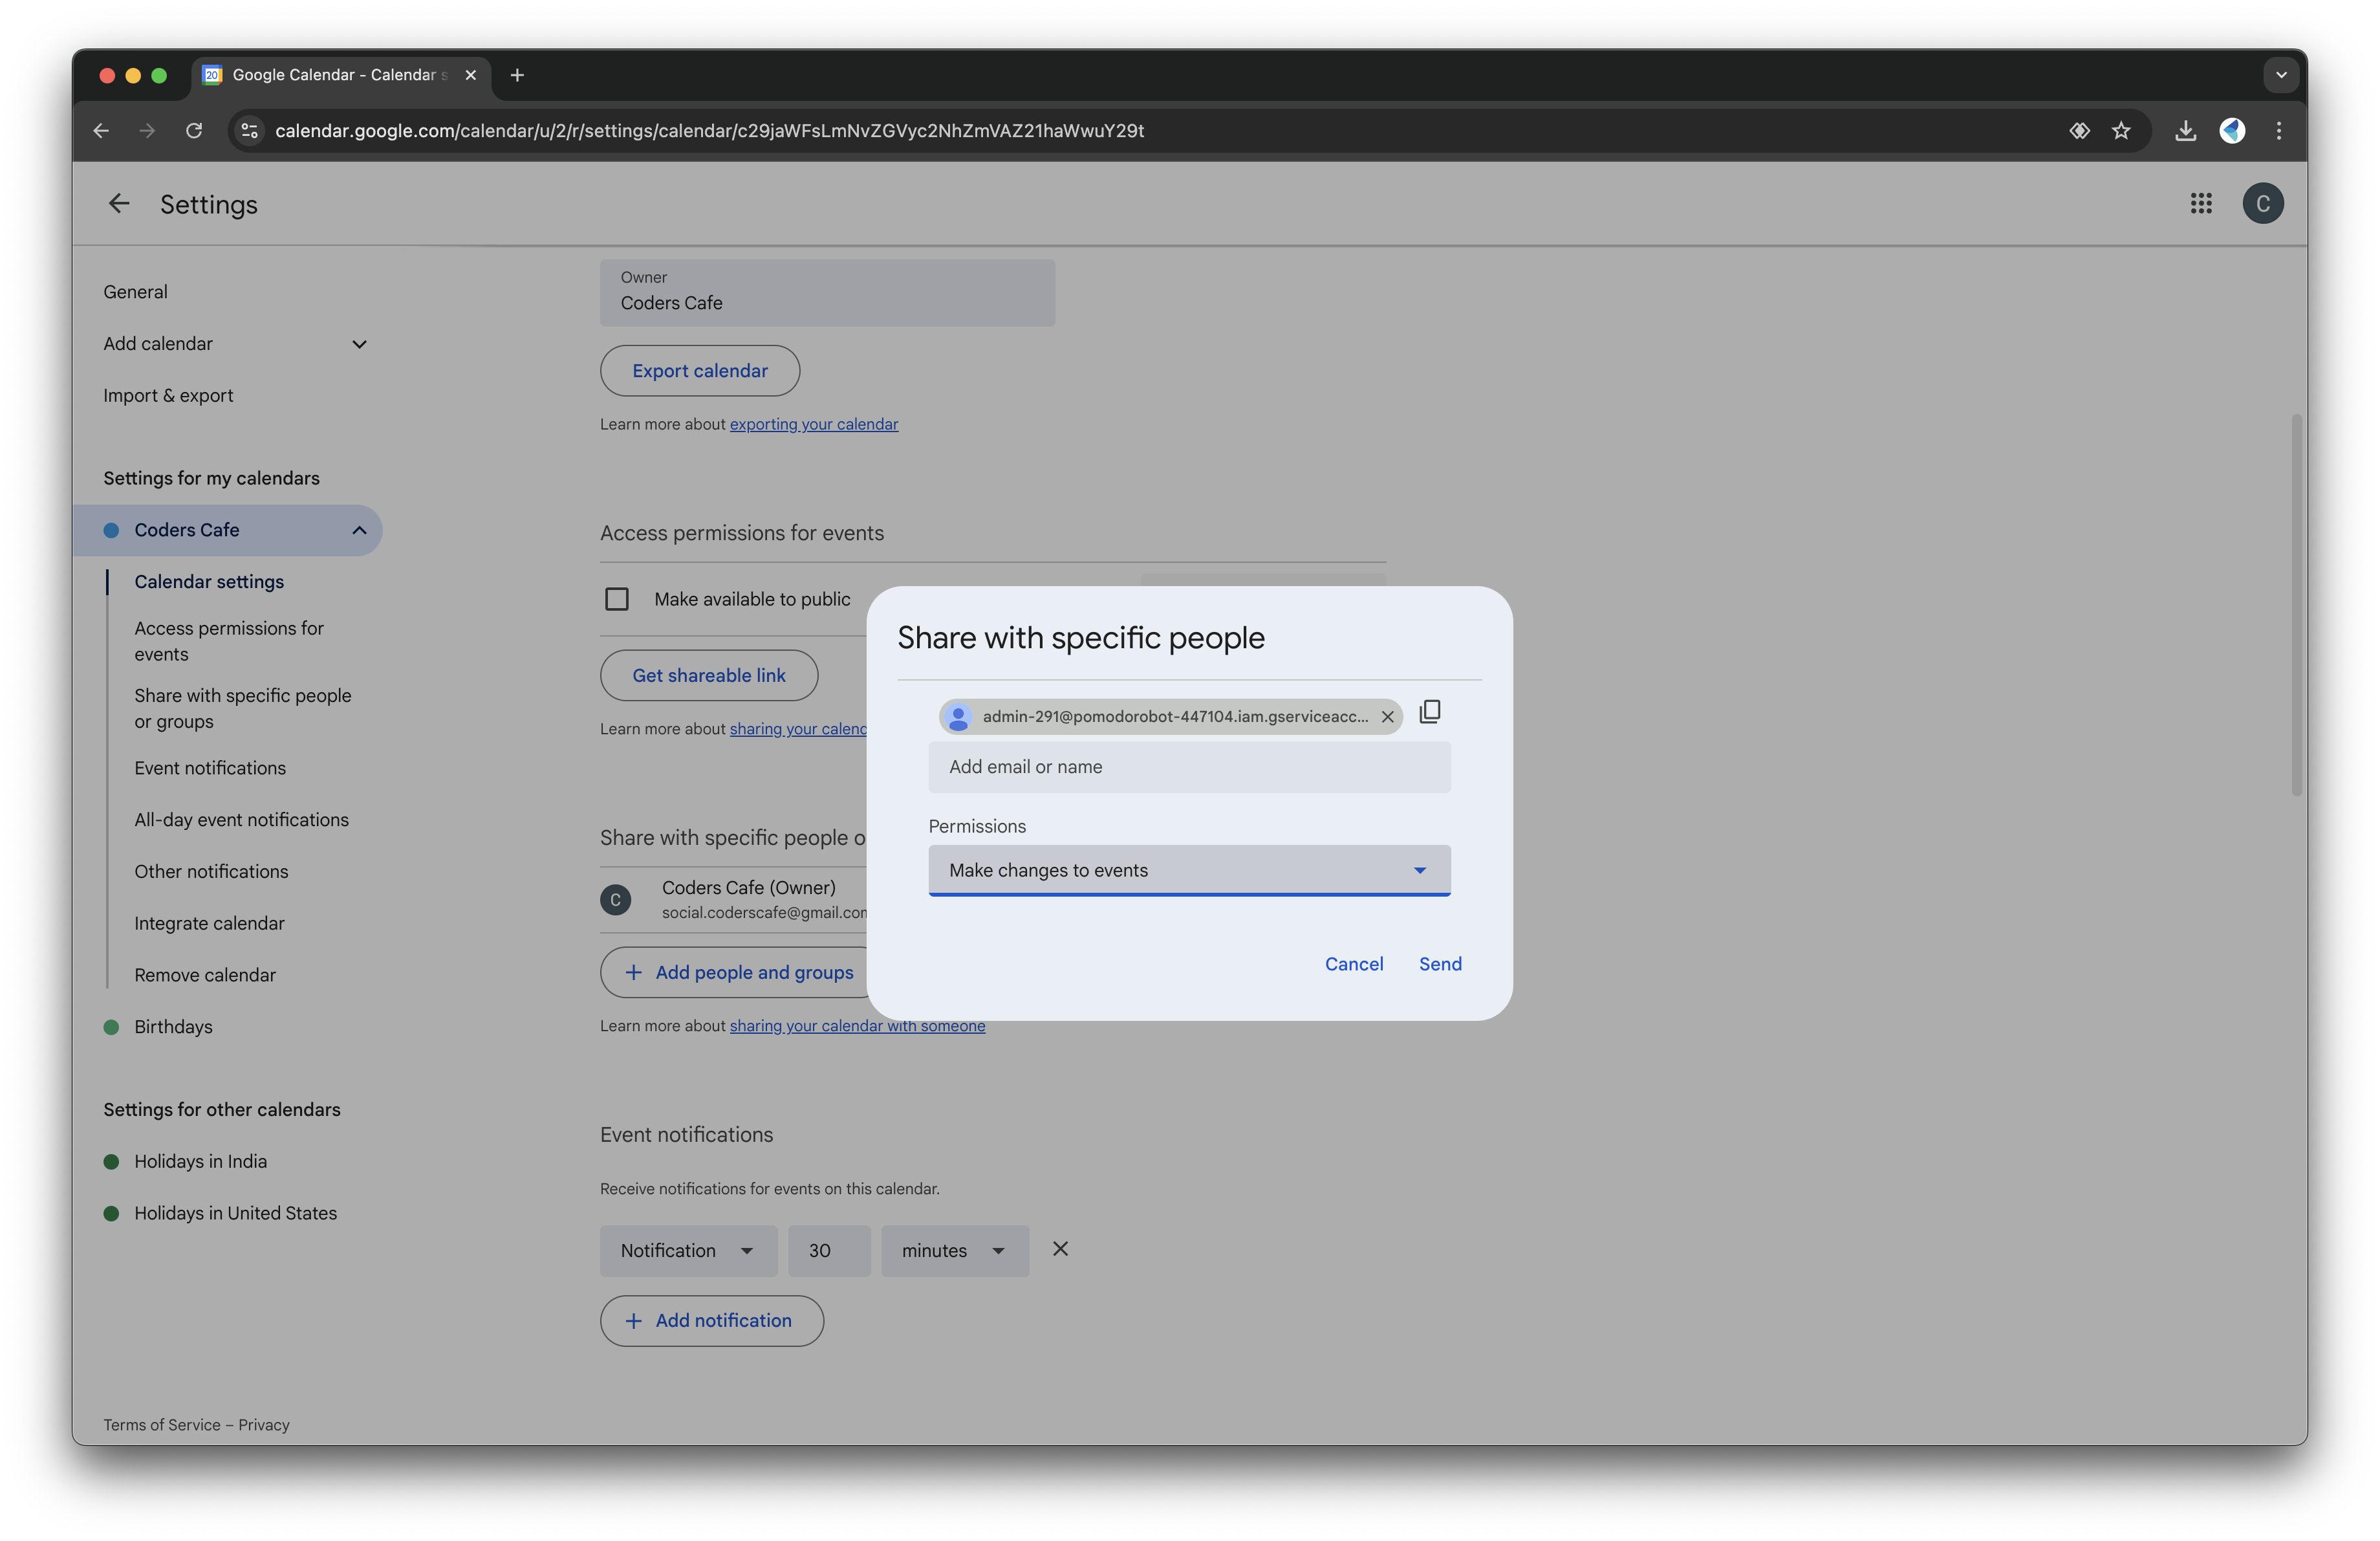 20 Google Calendar - Calendar s
calendar.google.com/calendar/u/2/r/settings/calendar/c29jaWFsLmNvZGVyc2NhZmVAZ21haWwuY29t
Settings
C
General
Add calendar
Import & export
Settings for my calendars
Coders Cafe
Calendar settings
Access permissions for
events
Share with specific people
or groups
Event notifications
All-day event notifications
Other notifications
Integrate calendar
Remove calendar
Birthdays
Settings for other calendars
Holidays in India
Holidays in United States
Terms of Service – Privacy
Owner
Coders Cafe
Export calendar
Learn more about exporting your calendar
Access permissions for events
Make available to public
Get shareable link
Learn more about sharing your calend
Share with specific people o
C
Coders Cafe (Owner)
social.coderscafe@gmail.com
Add people and groups
Learn more about sharing your calendar with someone
Event notifications
Receive notifications for events on this calendar.
Notification 30 minutes
Add notification
Share with specific people
admin-291@pomodorobot-447104.iam.gserviceacc...
Add email or name
Permissions
Make changes to events
Cancel Send